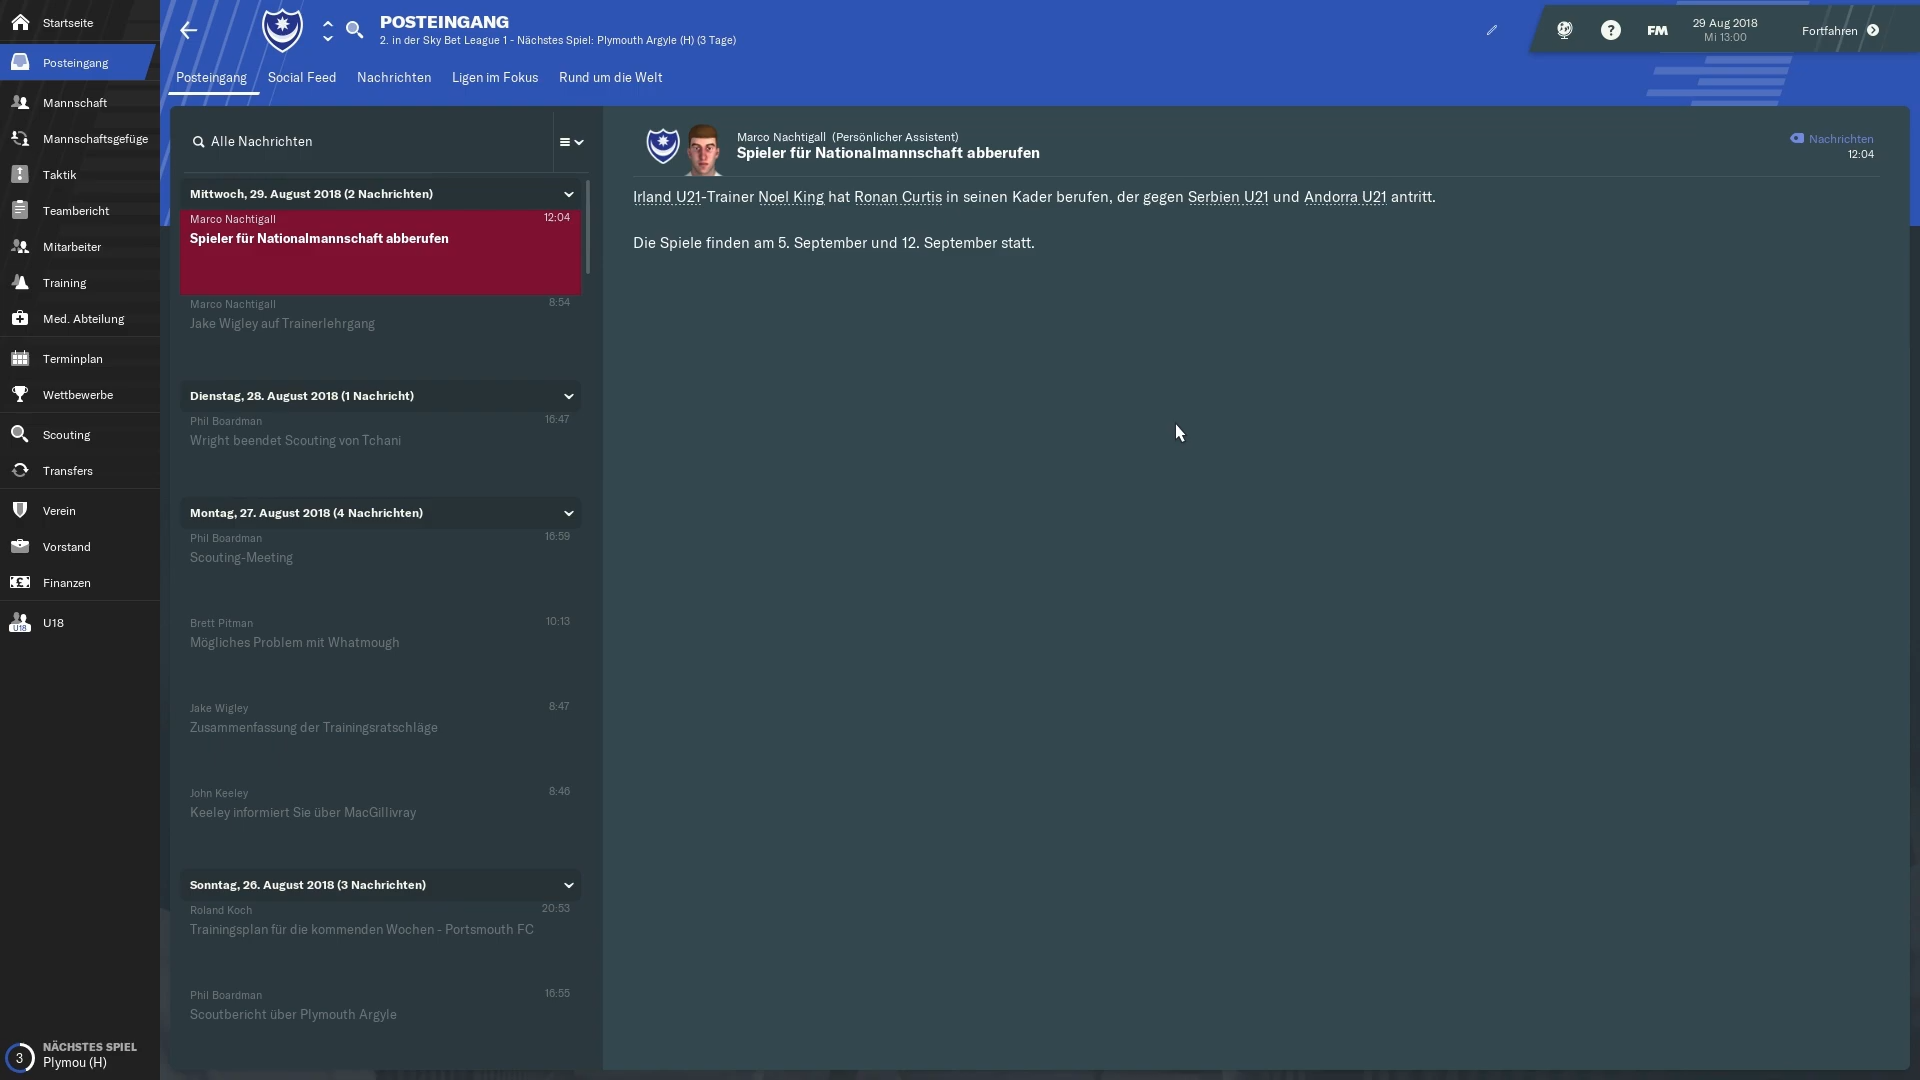 Startseite
Posteingang
Mannschaft
Mannschaftsgefüge
Taktik
Teambericht
Mitarbeiter
Training
Med. Abteilung
Terminplan
Wettbewerbe
Scouting
Transfers
Verein
Vorstand
Finanzen
U18
U18
3
NÄCHSTES SPIEL
Plymou (H)
POSTEINGANG
2. in der Sky Bet League 1 - Nächstes Spiel: Plymouth Argyle (H) (3 Tage)
?
FM
29 Aug 2018
Mi 13:00
Fortfahren
Posteingang
Social Feed
Nachrichten
Ligen im Fokus
Rund um die Welt
Alle Nachrichten
Mittwoch, 29. August 2018 (2 Nachrichten)
Marco Nachtigall 12:04
Spieler für Nationalmannschaft abberufen
Marco Nachtigall 8:54
Jake Wigley auf Trainerlehrgang
Dienstag, 28. August 2018 (1 Nachricht)
Phil Boardman 16:47
Wright beendet Scouting von Tchani
Montag, 27. August 2018 (4 Nachrichten)
Phil Boardman 16:59
Scouting-Meeting
Brett Pitman 10:13
Mögliches Problem mit Whatmough
Jake Wigley 8:47
Zusammenfassung der Trainingsratschläge
John Keeley 8:46
Keeley informiert Sie über MacGillivray
Sonntag, 26. August 2018 (3 Nachrichten)
Roland Koch 20:53
Trainingsplan für die kommenden Wochen - Portsmouth FC
Phil Boardman 16:55
Scoutbericht über Plymouth Argyle
Marco Nachtigall (Persönlicher Assistent)
Spieler für Nationalmannschaft abberufen
Nachrichten
12:04
Irland U21-Trainer Noel King hat Ronan Curtis in seinen Kader berufen, der gegen Serbien U21 und Andorra U21 antritt.
Die Spiele finden am 5. September und 12. September statt.